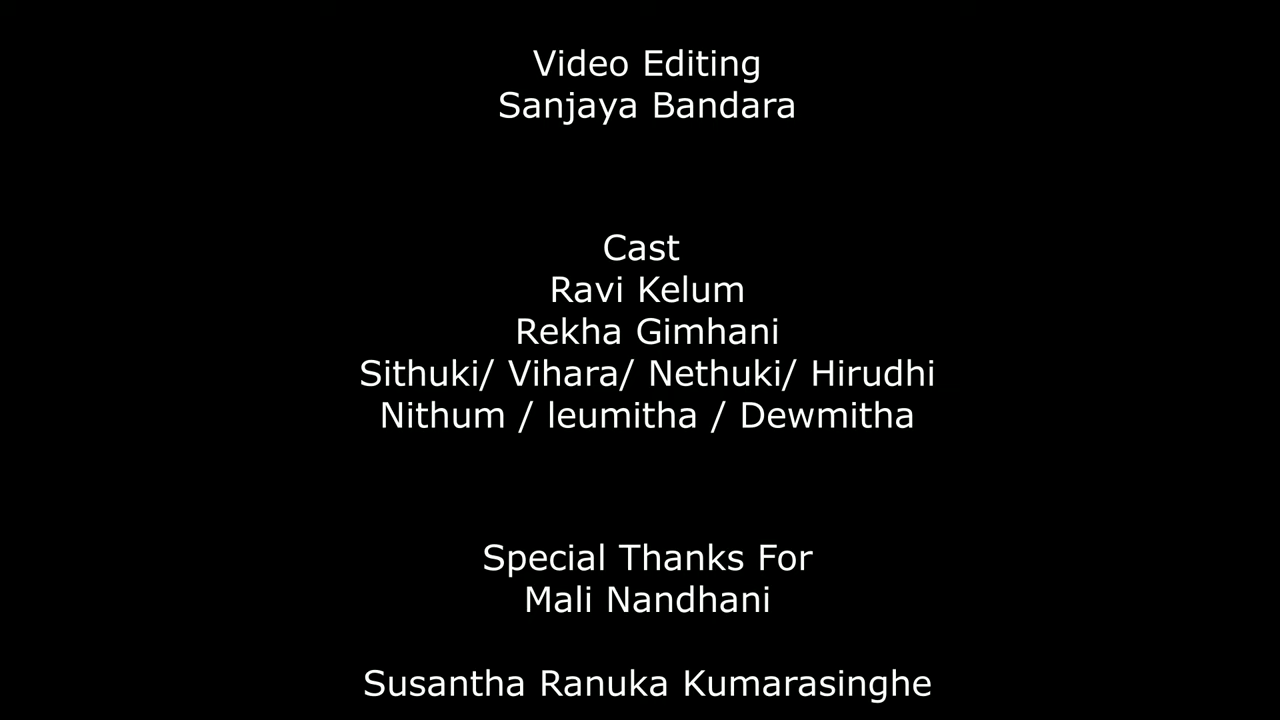 Video Editing
Sanjaya Bandara
Cast
Ravi Kelum
Rekha Gimhani
Sithuki/ Vihara/ Nethuki/ Hirudhi
Nithum / leumitha / Dewmitha
Special Thanks For
Mali Nandhani
Susantha Ranuka Kumarasinghe